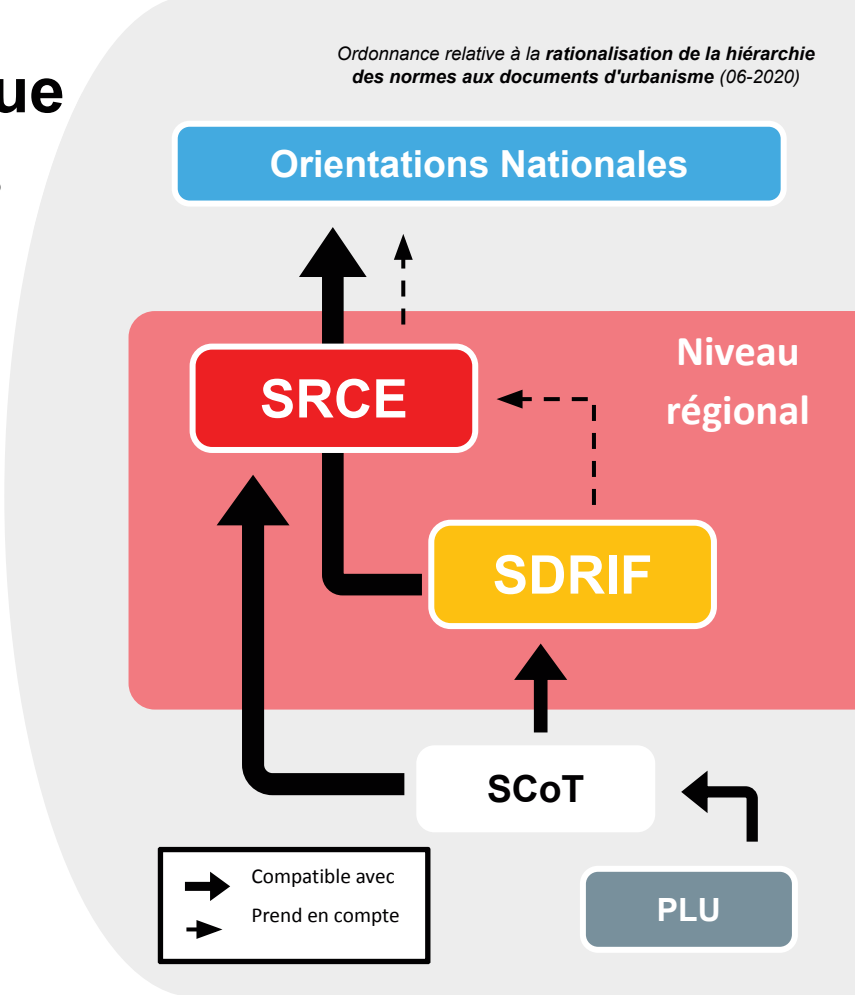 ue
Ordonnance relative à la rationalisation de la hiérarchie
des normes aux documents d'urbanisme (06-2020)
Orientations Nationales
Niveau
régional
SRCE
SDRIF
SCoT
Compatible avec
Prend en compte
PLU